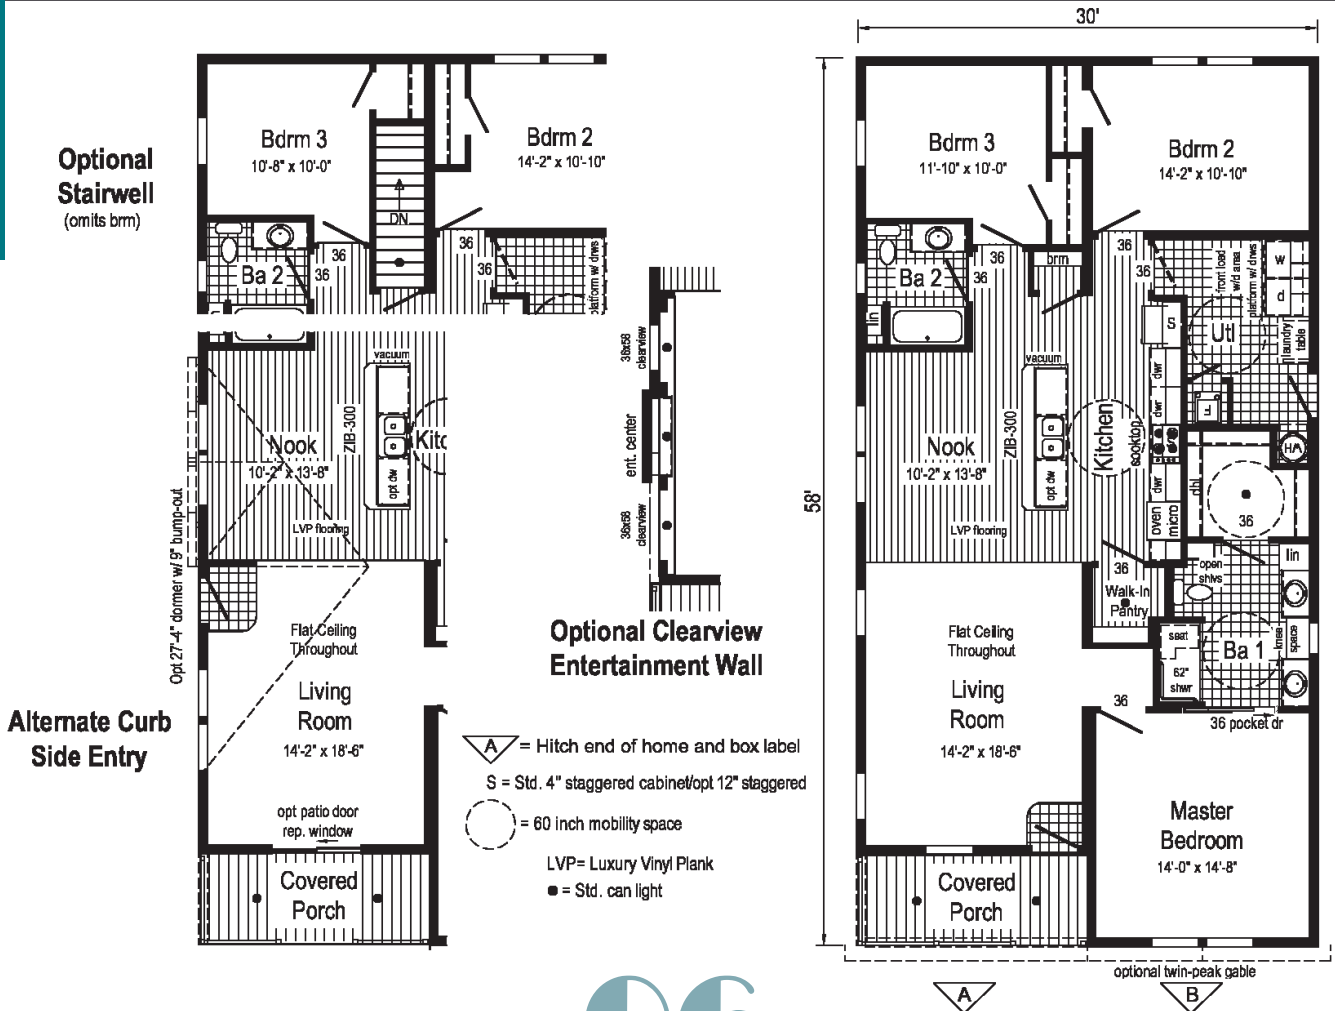 Optional
Stairwell
(omits brm)
Bdrm 3
10'-8" x 10'-0"
Bdrm 2
14'-2" x 10'-10"
DN
Ba 2
36
36
36
36
platform w/ drws
vacuum
ZIB-300
opt dw
Nook
10'-2" x 13'-8"
LVP flooring
Opt 27'-4" dormer w/ 9" bump-out
Flat Ceiling
Throughout
Living
Room
14'-2" x 18'-6"
Alternate Curb
Side Entry
opt patio door
rep. window
Covered
Porch
36x58
clearview
ent. center
36x58
clearview
Optional Clearview
Entertainment Wall
A = Hitch end of home and box label
S = Std. 4" staggered cabinet/opt 12" staggered
= 60 inch mobility space
LVP= Luxury Vinyl Plank
= Std. can light
30'
58'
Bdrm 3
11'-10" x 10'-0"
Bdrm 2
14'-2" x 10'-10"
Ba 2
lin
36
36
brm
36
36
front load
w/d area
platform w/ drws
w
d
Utl
laundry
table
S
vacuum
dwr
dwr
ZIB-300
Nook
10'-2" x 13'-8"
opt dw
Kitchen
cooktop
dwr
oven
micro
H/A
dbl
36
LVP flooring
36
Walk-In
Pantry
open
shlvs
lin
seat
62"
shwr
Ba 1
knee
space
Flat Ceiling
Throughout
Living
Room
14'-2" x 18'-6"
36
36 pocket dr
Master
Bedroom
14'-0" x 14'-8"
Covered
Porch
optional twin-peak gable
A
B